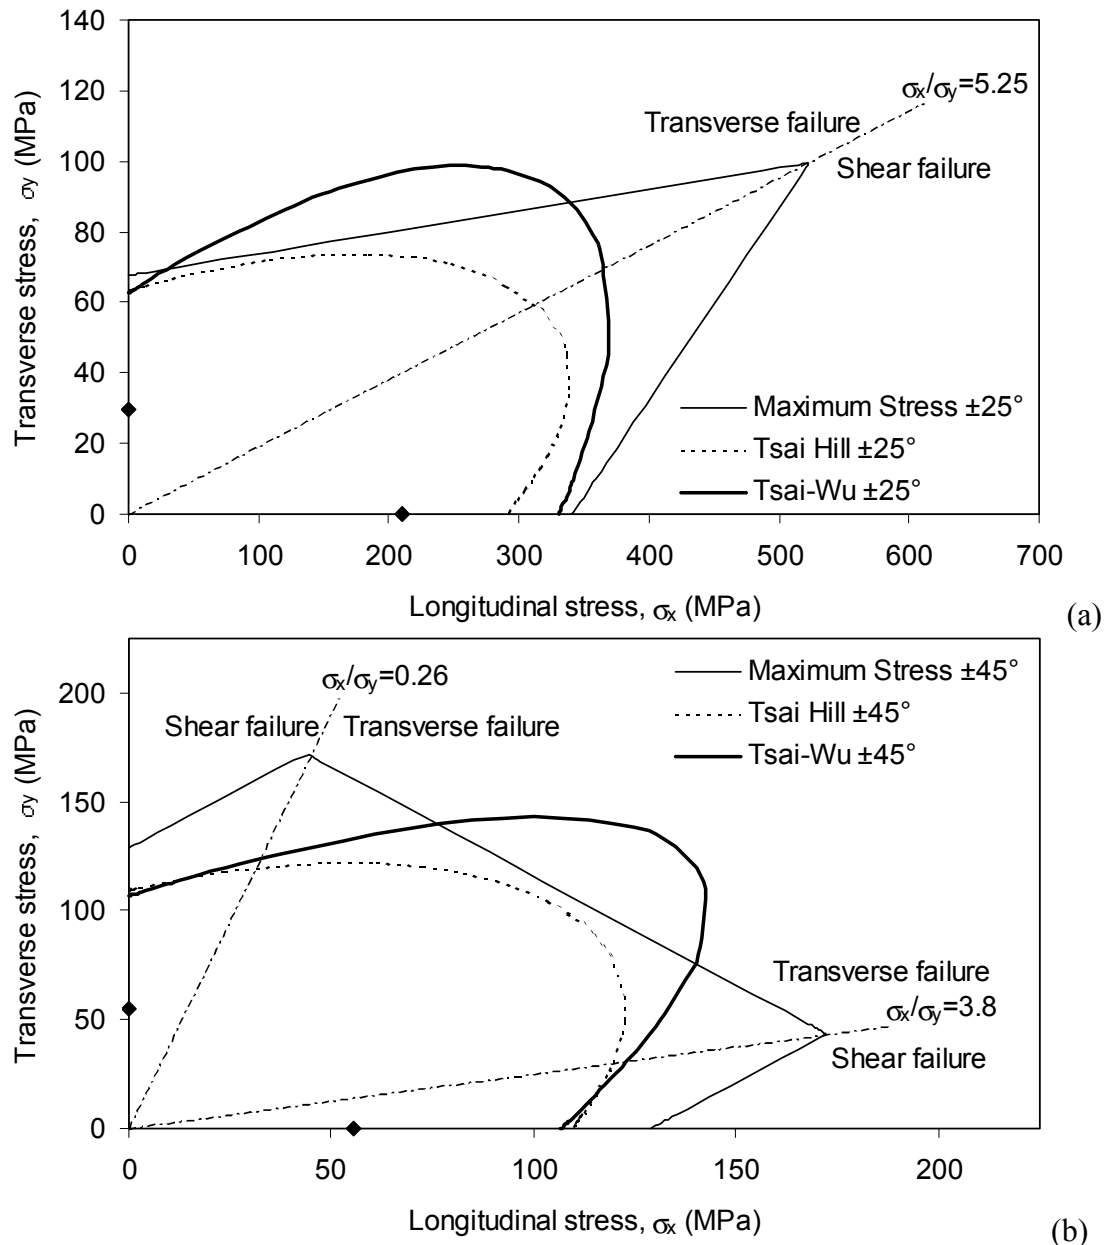 140
120
100
80
60
40
20
0
Transverse stress, σy (MPa)
σx/σy=5.25
Transverse failure
Shear failure
Maximum Stress ±25°
Tsai Hill ±25°
Tsai-Wu ±25°
0 100 200 300 400 500 600 700
Longitudinal stress, σx (MPa)
(a)
200
150
100
50
0
Transverse stress, σy (MPa)
σx/σy=0.26
Shear failure Transverse failure
Maximum Stress ±45°
Tsai Hill ±45°
Tsai-Wu ±45°
Transverse failure
σx/σy=3.8
Shear failure
0 50 100 150 200
Longitudinal stress, σx (MPa)
(b)